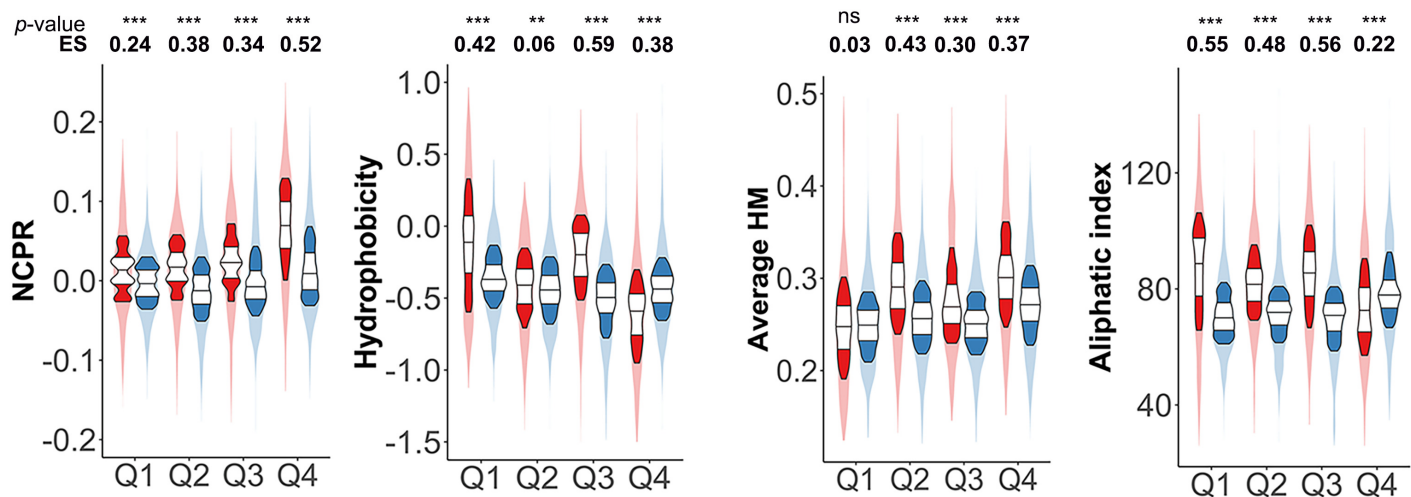 p-value *** *** *** ***
ES 0.24 0.38 0.34 0.52
NCPR
0.2
0.1
0.0
-0.1
-0.2
Q1 Q2 Q3 Q4
*** ** *** ***
0.42 0.06 0.59 0.38
Hydrophobicity
1.0
0.5
0.0
-0.5
-1.0
-1.5
Q1 Q2 Q3 Q4
ns *** *** ***
0.03 0.43 0.30 0.37
Average HM
0.5
0.4
0.3
0.2
Q1 Q2 Q3 Q4
*** *** *** ***
0.55 0.48 0.56 0.22
Aliphatic index
120
80
40
Q1 Q2 Q3 Q4